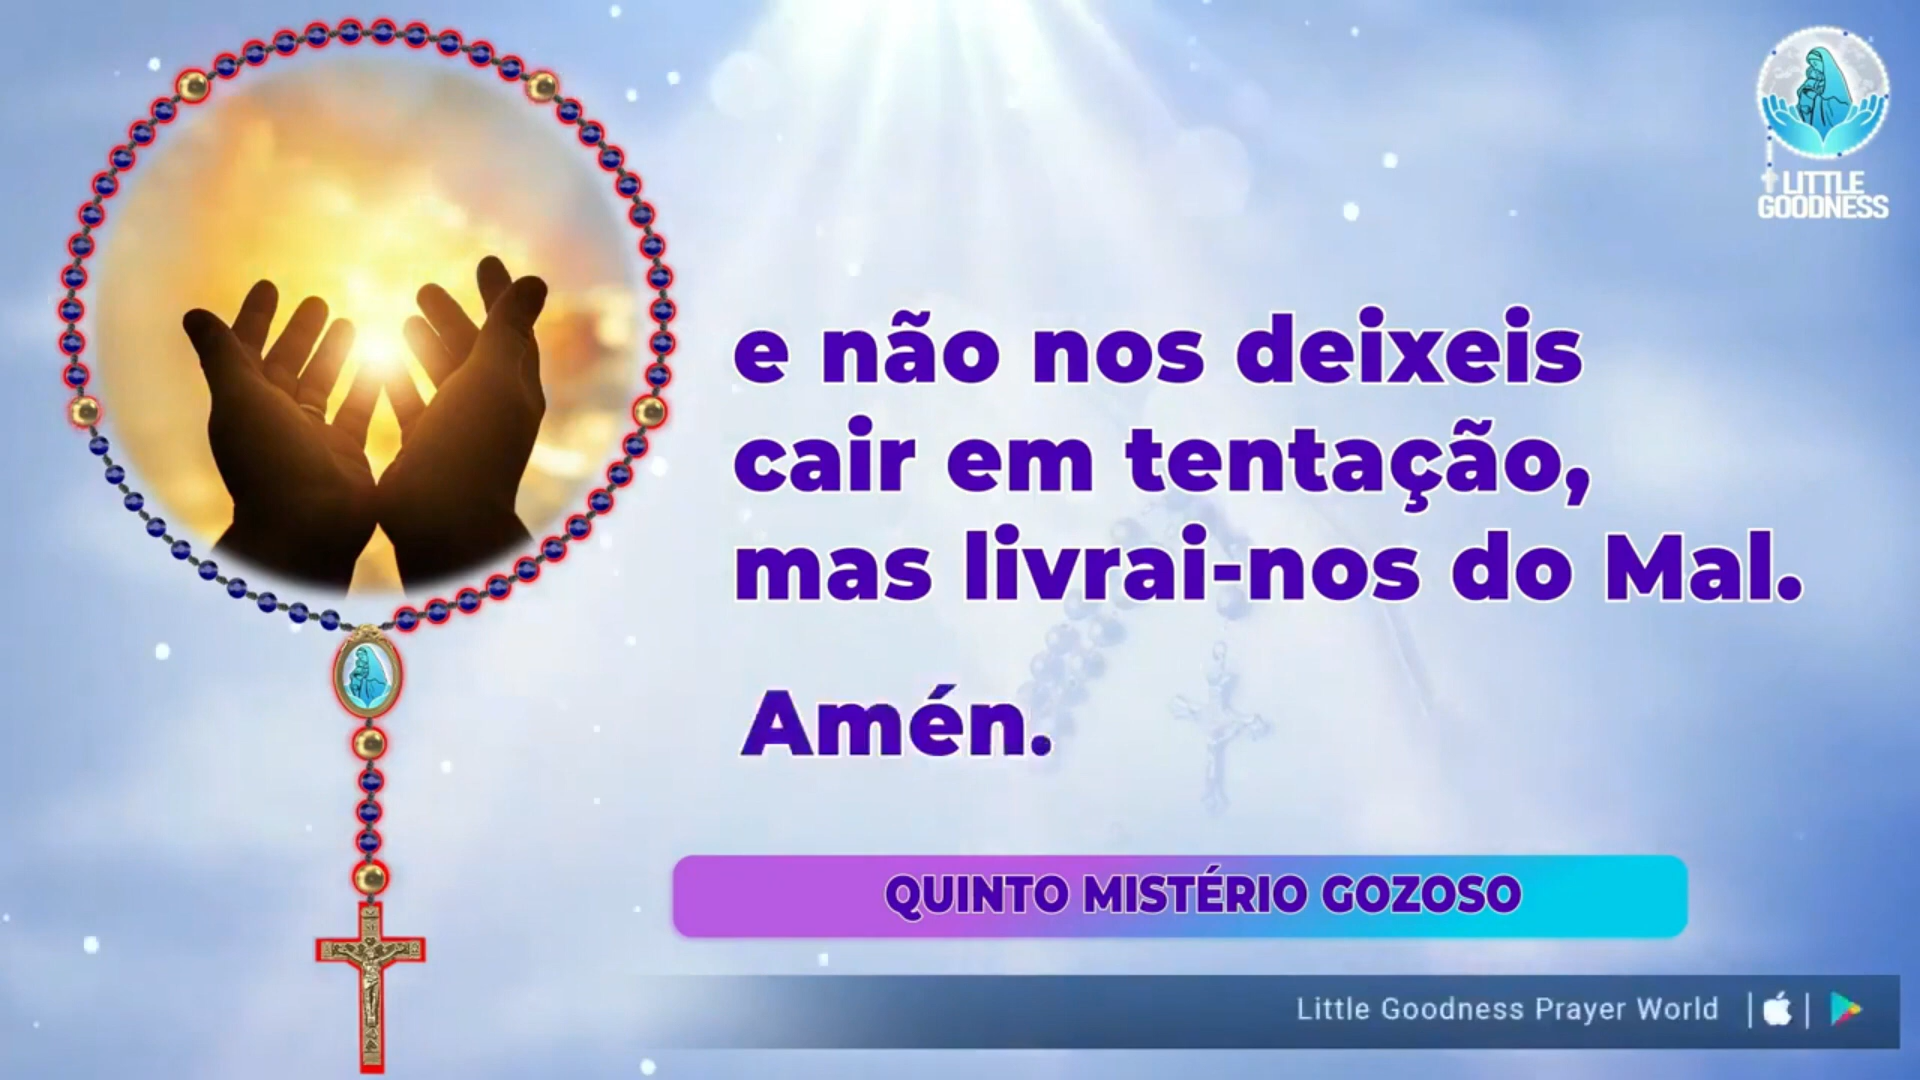 LITTLE
GOODNESS
e não nos deixeis
cair em tentação,
mas livrai-nos do Mal.
Amén.
QUINTO MISTÉRIO GOZOSO
Little Goodness Prayer World